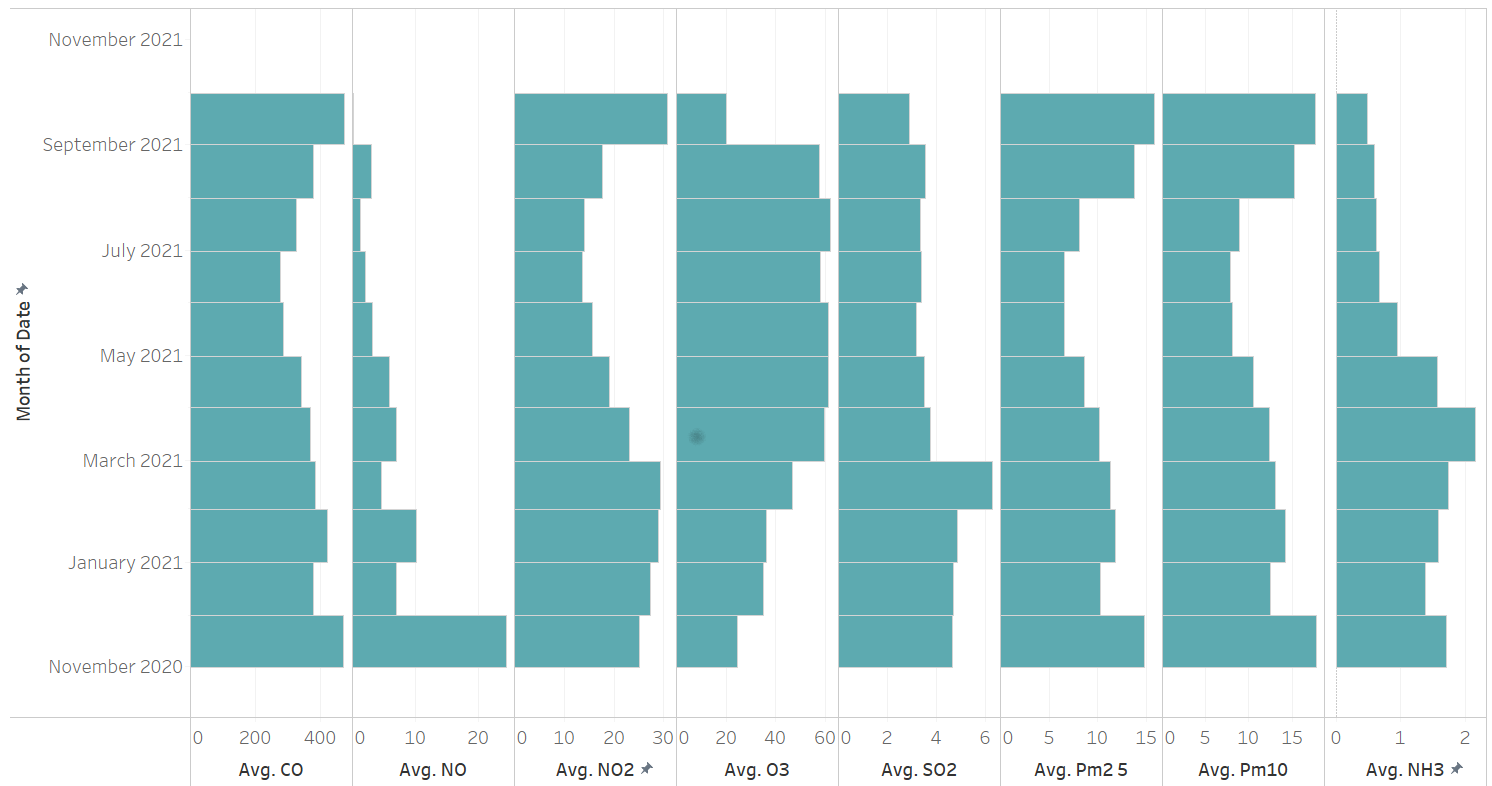 November 2021
September 2021
July 2021
May 2021
March 2021
January 2021
November 2020
Month of Date
0 200 400
0 10 20
0 10 20 30
0 20 40 60
0 2 4 6
0 5 10 15
0 5 10 15
0 1 2
Avg. CO
Avg. NO
Avg. NO2
Avg. O3
Avg. SO2
Avg. Pm2 5
Avg. Pm10
Avg. NH3